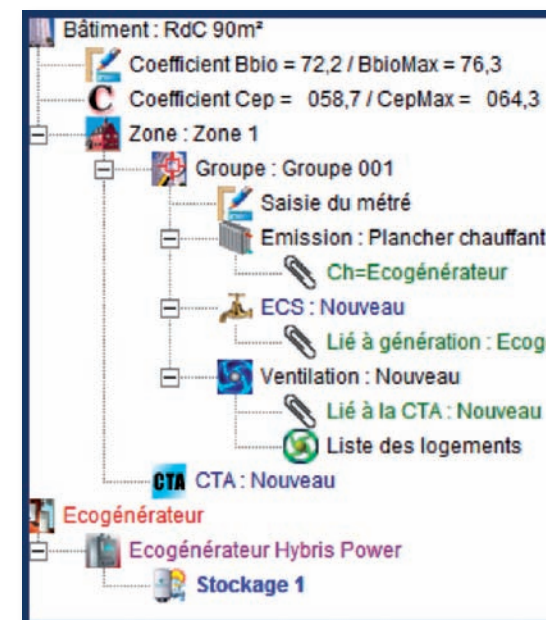 Bâtiment : RdC 90m²
Coefficient Bbio = 72,2 / BbioMax = 76,3
C Coefficient Cep = 058,7 / CepMax = 064,3
Zone : Zone 1
Groupe : Groupe 001
Saisie du métré
Emission : Plancher chauffant
Ch=Ecogénérateur
ECS : Nouveau
Lié à génération : Ecog
Ventilation : Nouveau
Lié à la CTA : Nouveau
Liste des logements
CTA CTA : Nouveau
Ecogénérateur
Ecogénérateur Hybris Power
Stockage 1